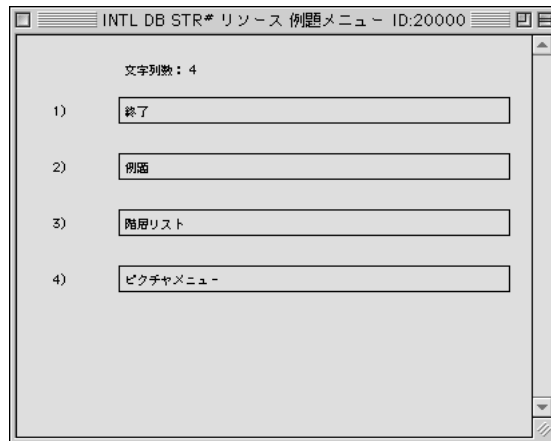 INTL DB STR# リソース 例題メニュー ID:20000
文字列数： 4
1) 終了
2) 例題
3) 階層リスト
4) ピクチャメニュー